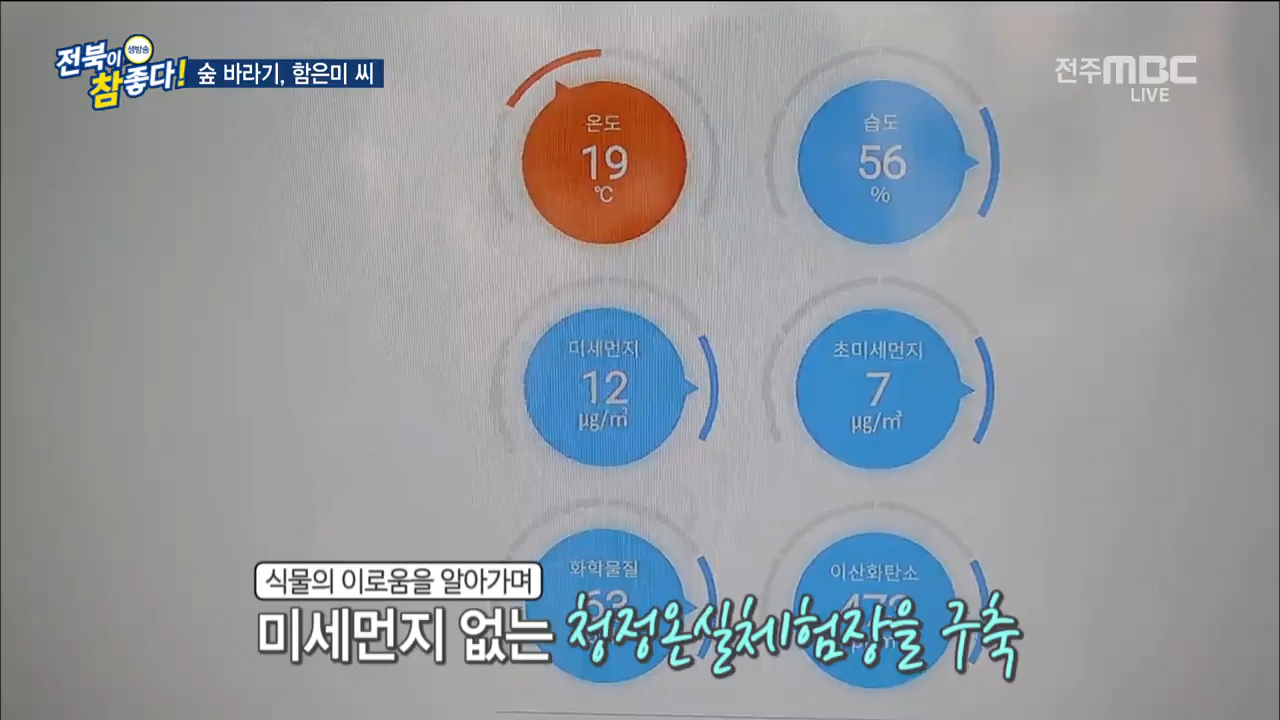 전북이
생방송
참좋다!
숲 바라기, 함은미 씨
전주MBC
LIVE
온도
19
℃
습도
56
%
미세먼지
12
㎍/㎥
초미세먼지
7
㎍/㎥
화학물질
이산화탄소
식물의 이로움을 알아가며
미세먼지 없는 청정온실체험장을 구축